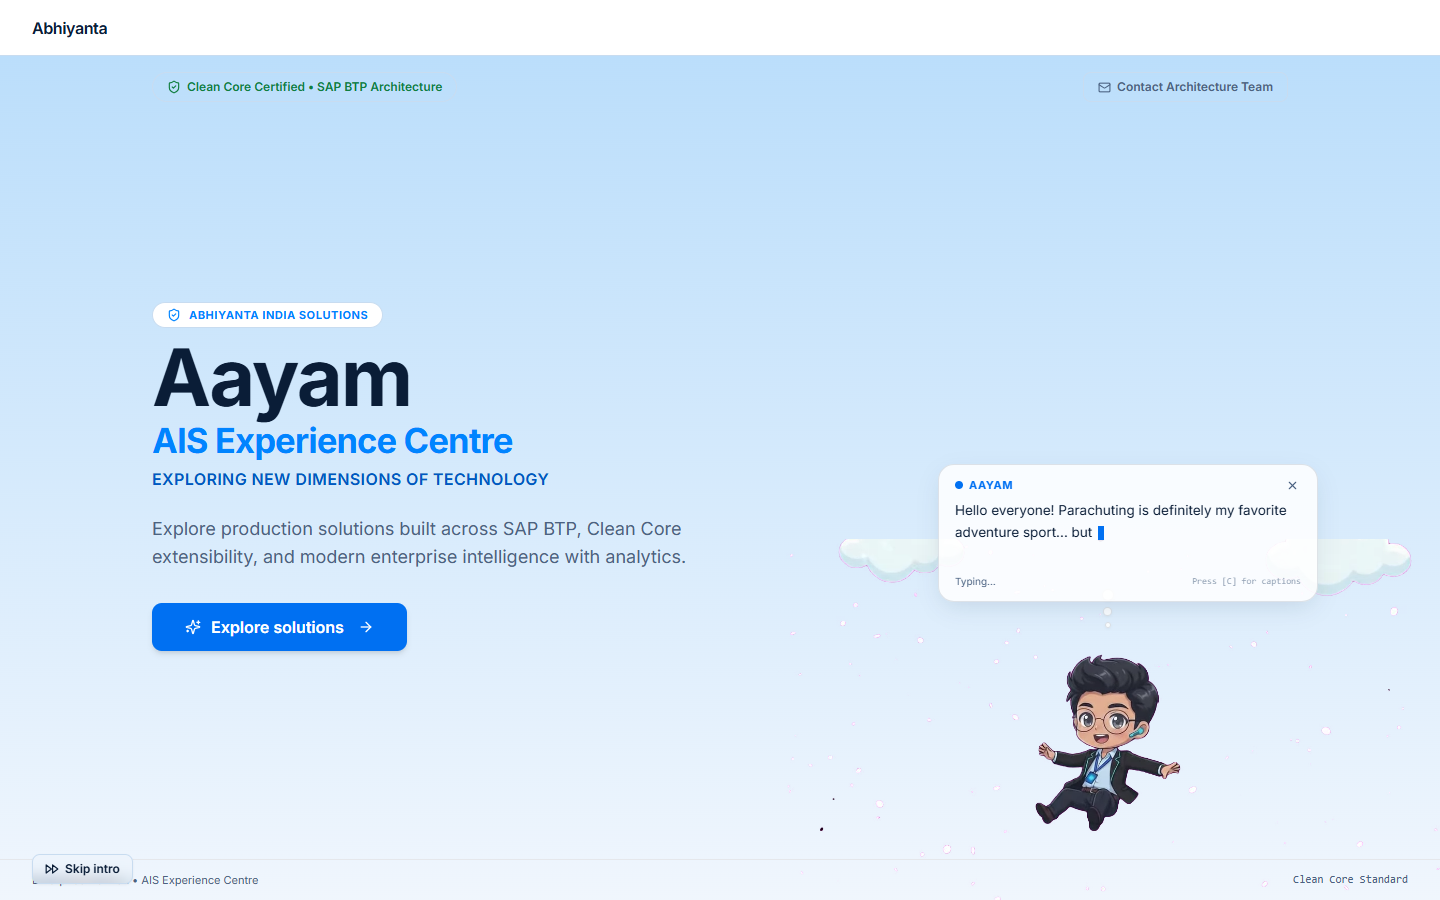 Abhiyanta
Clean Core Certified • SAP BTP Architecture
Contact Architecture Team
ABHIYANTA INDIA SOLUTIONS
Aayam
AIS Experience Centre
EXPLORING NEW DIMENSIONS OF TECHNOLOGY
Explore production solutions built across SAP BTP, Clean Core
extensibility, and modern enterprise intelligence with analytics.
Explore solutions
AAYAM
Hello everyone! Parachuting is definitely my favorite
adventure sport... but
Typing...
Press [C] for captions
Skip intro
• AIS Experience Centre
Clean Core Standard